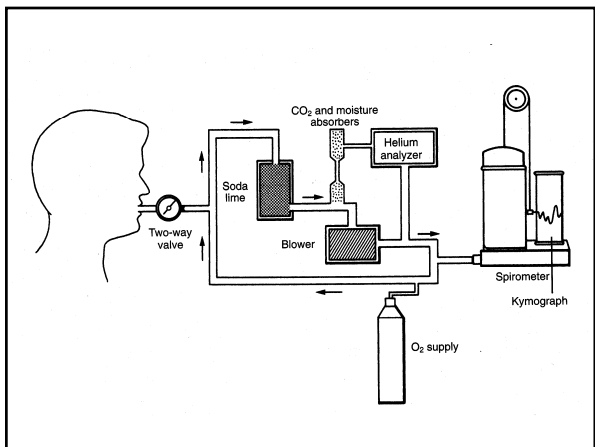 CO₂ and moisture
absorbers
Helium
analyzer
Soda
lime
Two-way
valve
Blower
Spirometer
Kymograph
O₂ supply